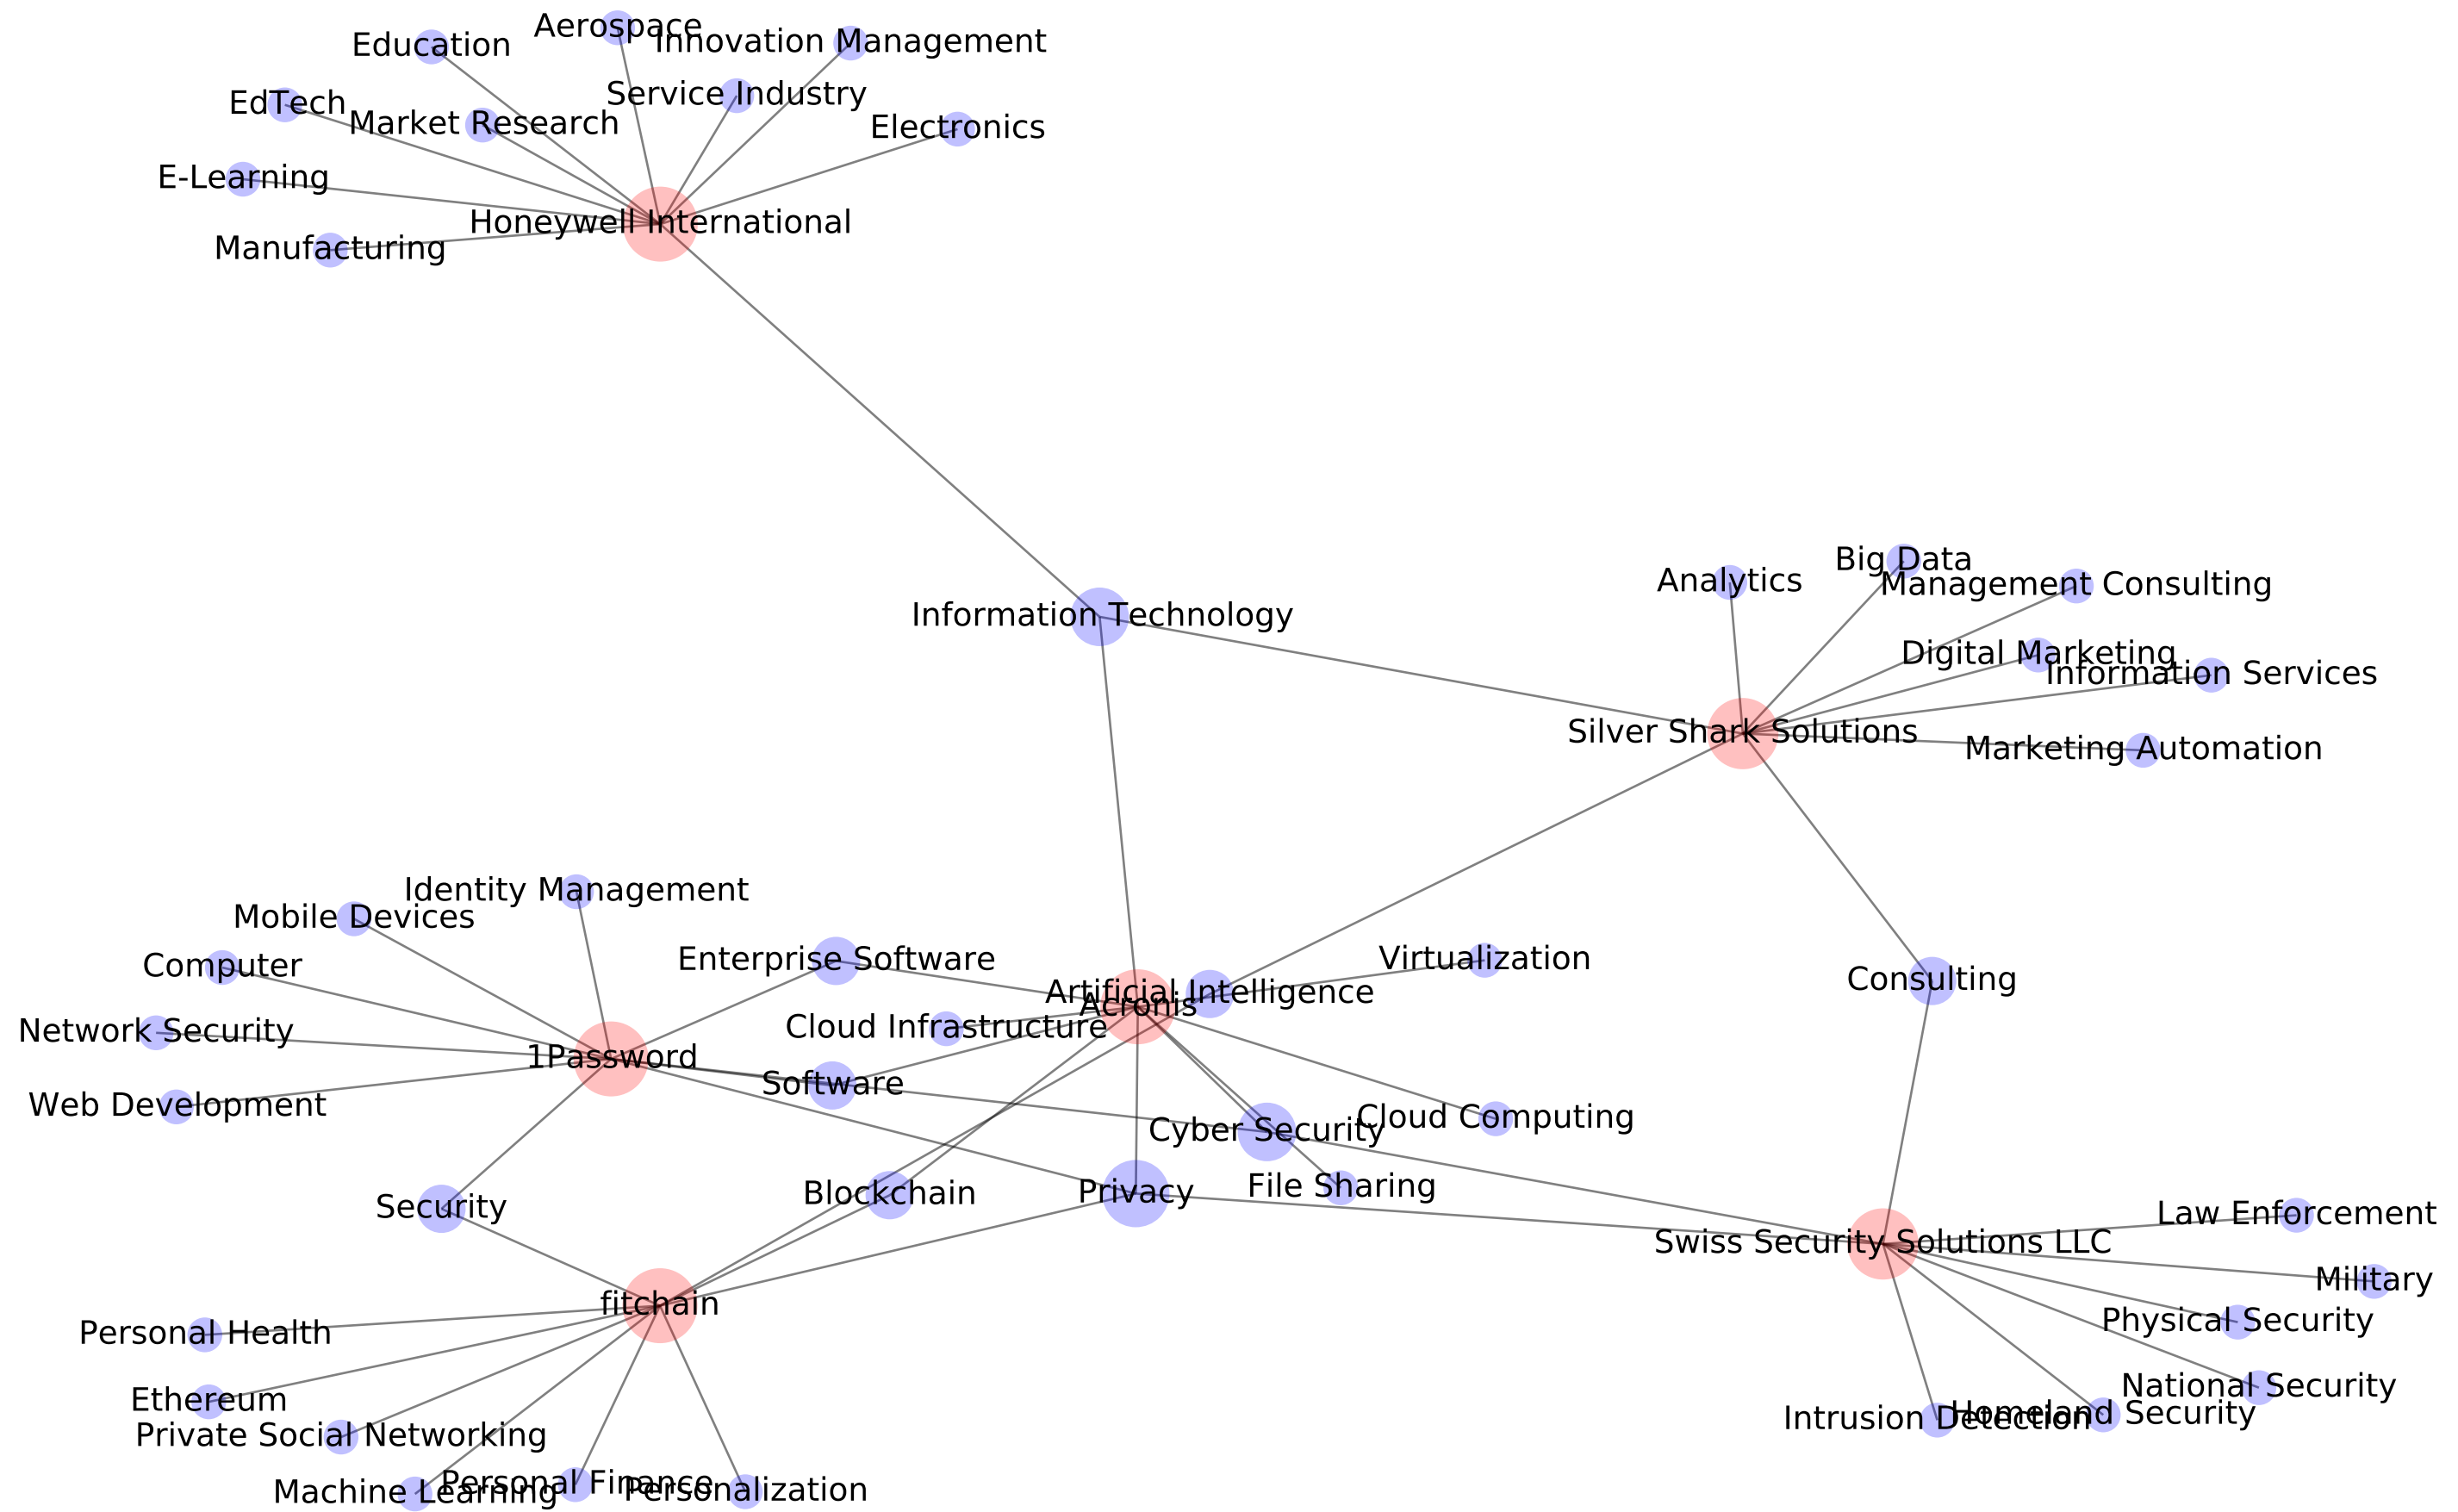 Aerospace
Education
Innovation Management
Service Industry
EdTech
Market Research
Electronics
E-Learning
Honeywell International
Manufacturing
Information Technology
Analytics
Big Data
Management Consulting
Digital Marketing
Information Services
Silver Shark Solutions
Marketing Automation
Identity Management
Mobile Devices
Computer
Enterprise Software
Virtualization
Consulting
Artificial Intelligence
Acronis
Cloud Infrastructure
Network Security
1Password
Software
Web Development
Cloud Computing
Cyber Security
Security
Blockchain
Privacy
File Sharing
Law Enforcement
Swiss Security Solutions LLC
Military
fitchain
Physical Security
Personal Health
National Security
Ethereum
Homeland Security
Intrusion Detection
Private Social Networking
Personal Finance
Machine Learning
Personalization